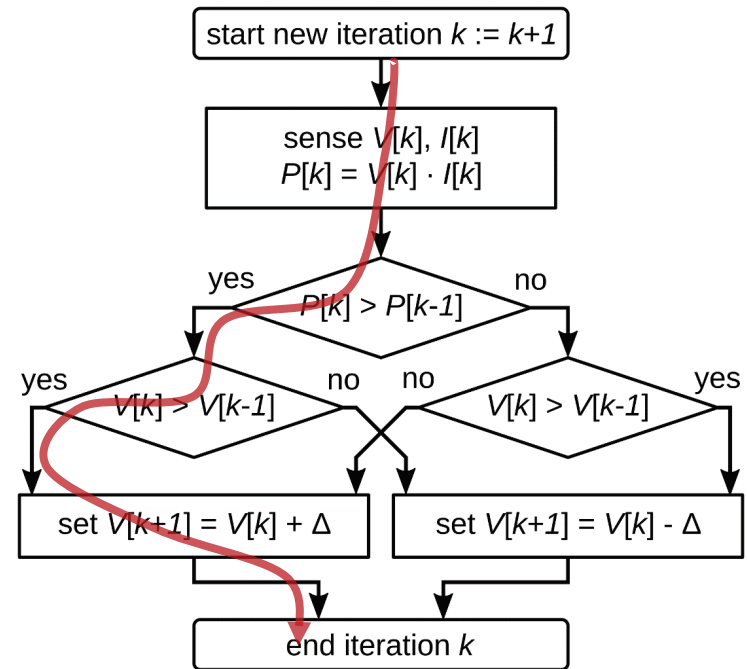 start new iteration k := k+1
sense V[k], I[k]
P[k] = V[k] · I[k]
yes
no
P[k] > P[k-1]
yes
no
no
yes
V[k] > V[k-1]
V[k] > V[k-1]
set V[k+1] = V[k] + Δ
set V[k+1] = V[k] - Δ
end iteration k